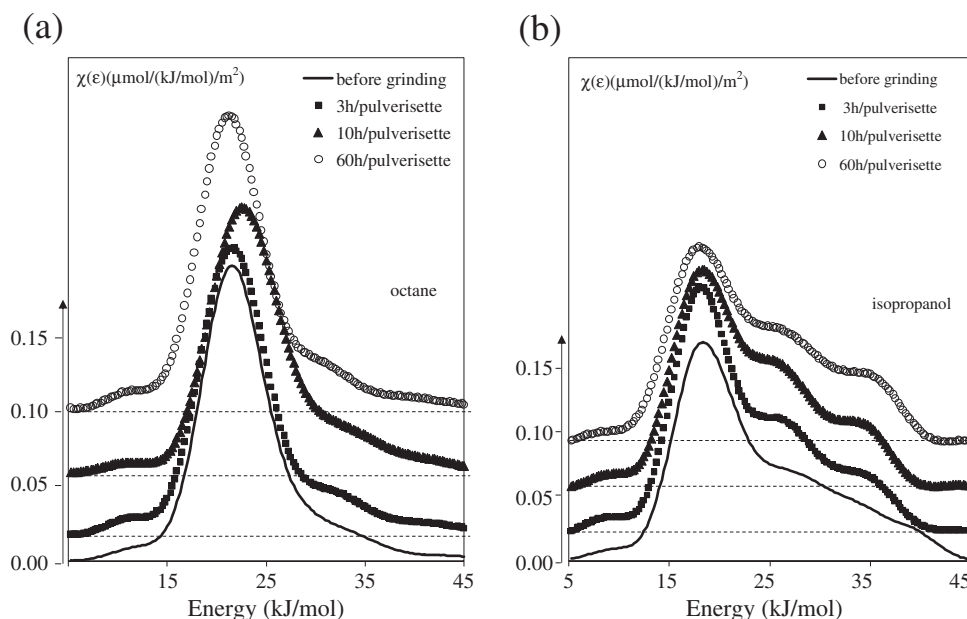 (a)
χ(ε)(μmol/(kJ/mol)/m²)
before grinding
3h/pulverisette
10h/pulverisette
60h/pulverisette
octane
0.15
0.10
0.05
0.00
15 25 35 45
Energy (kJ/mol)
(b)
χ(ε)(μmol/(kJ/mol)/m²)
before grinding
3h/pulverisette
10h/pulverisette
60h/pulverisette
isopropanol
0.15
0.10
0.05
0.00
5 15 25 35 45
Energy (kJ/mol)